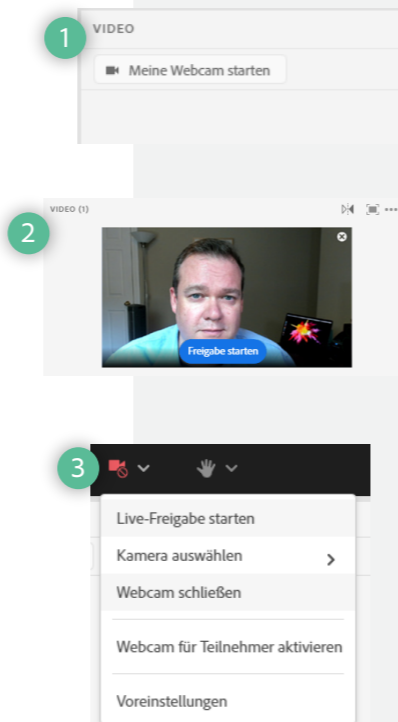 1
VIDEO
Meine Webcam starten
VIDEO (1)
2
Freigabe starten
3
Live-Freigabe starten
Kamera auswählen
Webcam schließen
Webcam für Teilnehmer aktivieren
Voreinstellungen